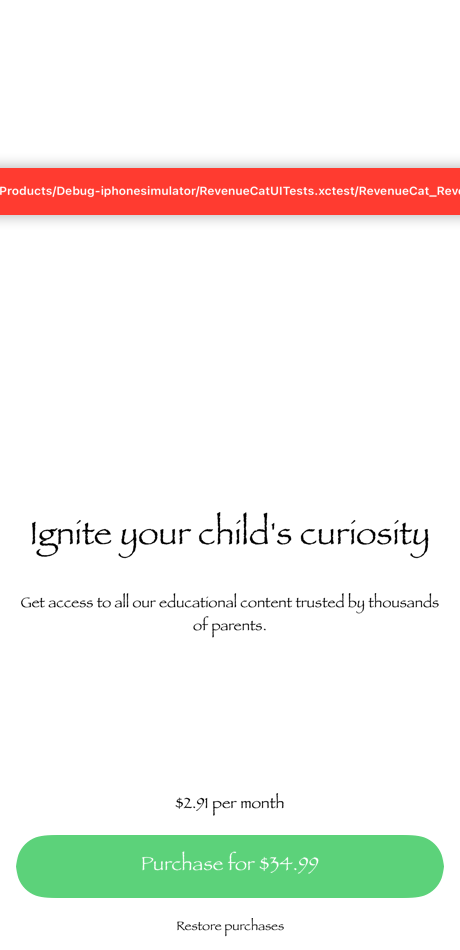 Products/Debug-iphonesimulator/RevenueCatUITests.xctest/RevenueCat_Reve
Ignite your child's curiosity
Get access to all our educational content trusted by thousands
of parents.
$2.91 per month
Purchase for $34.99
Restore purchases